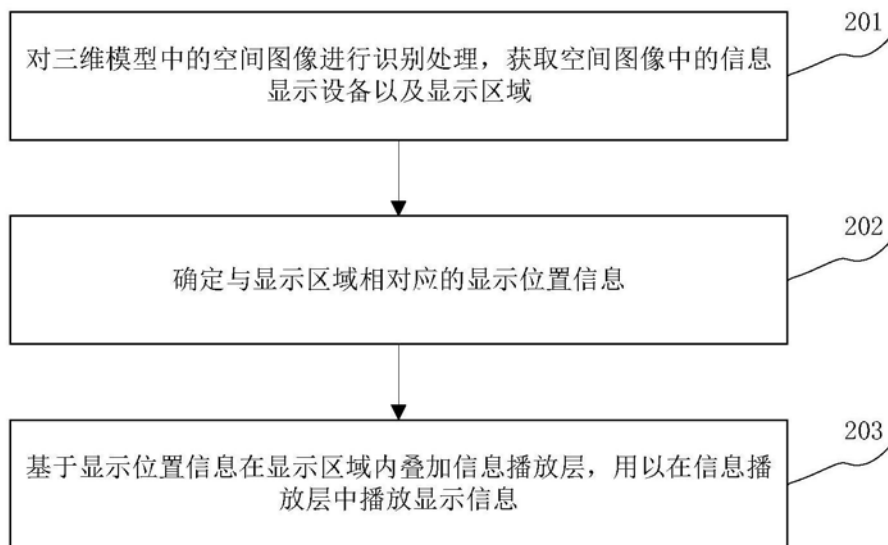 201
对三维模型中的空间图像进行识别处理，获取空间图像中的信息
显示设备以及显示区域
202
确定与显示区域相对应的显示位置信息
203
基于显示位置信息在显示区域内叠加信息播放层，用以在信息播
放层中播放显示信息